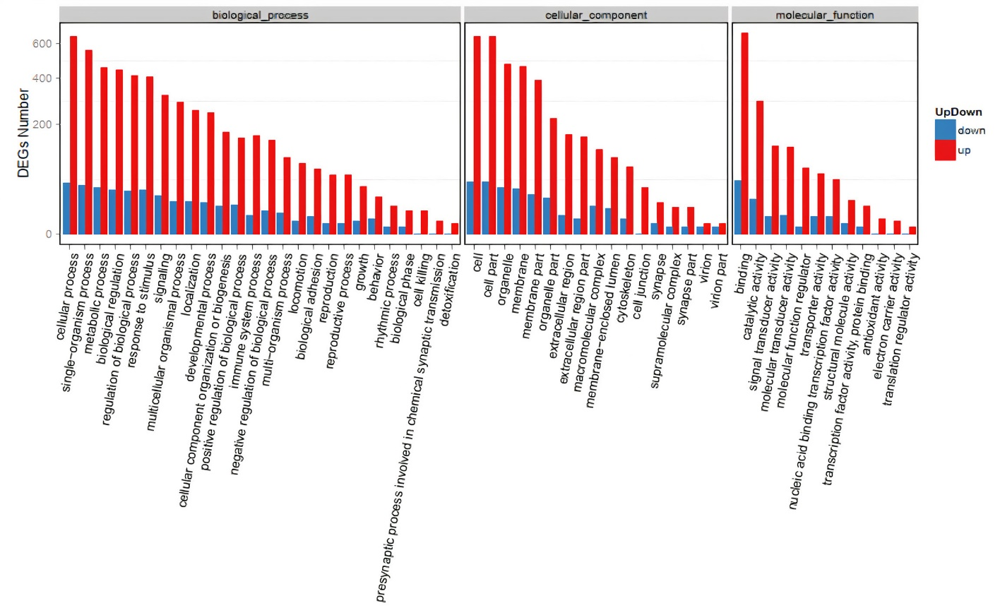 biological_process
cellular_component
molecular_function
DEGs Number
600
400
200
0
UpDown
down
up
cellular process
single−organism process
metabolic process
biological regulation
regulation of biological process
response to stimulus
signaling
multicellular organismal process
localization
developmental process
cellular component organization or biogenesis
positive regulation of biological process
immune system process
negative regulation of biological process
multi−organism process
locomotion
biological adhesion
reproduction
reproductive process
growth
behavior
rhythmic process
biological phase
cell killing
presynaptic process involved in chemical synaptic transmission
detoxification
cell
cell part
organelle
membrane
membrane part
organelle part
extracellular region
extracellular region part
macromolecular complex
membrane−enclosed lumen
cytoskeleton
cell junction
synapse
supramolecular complex
synapse part
virion
virion part
binding
catalytic activity
signal transducer activity
molecular transducer activity
molecular function regulator
transporter activity
nucleic acid binding transcription factor activity
structural molecule activity
transcription factor activity, protein binding
antioxidant activity
electron carrier activity
translation regulator activity